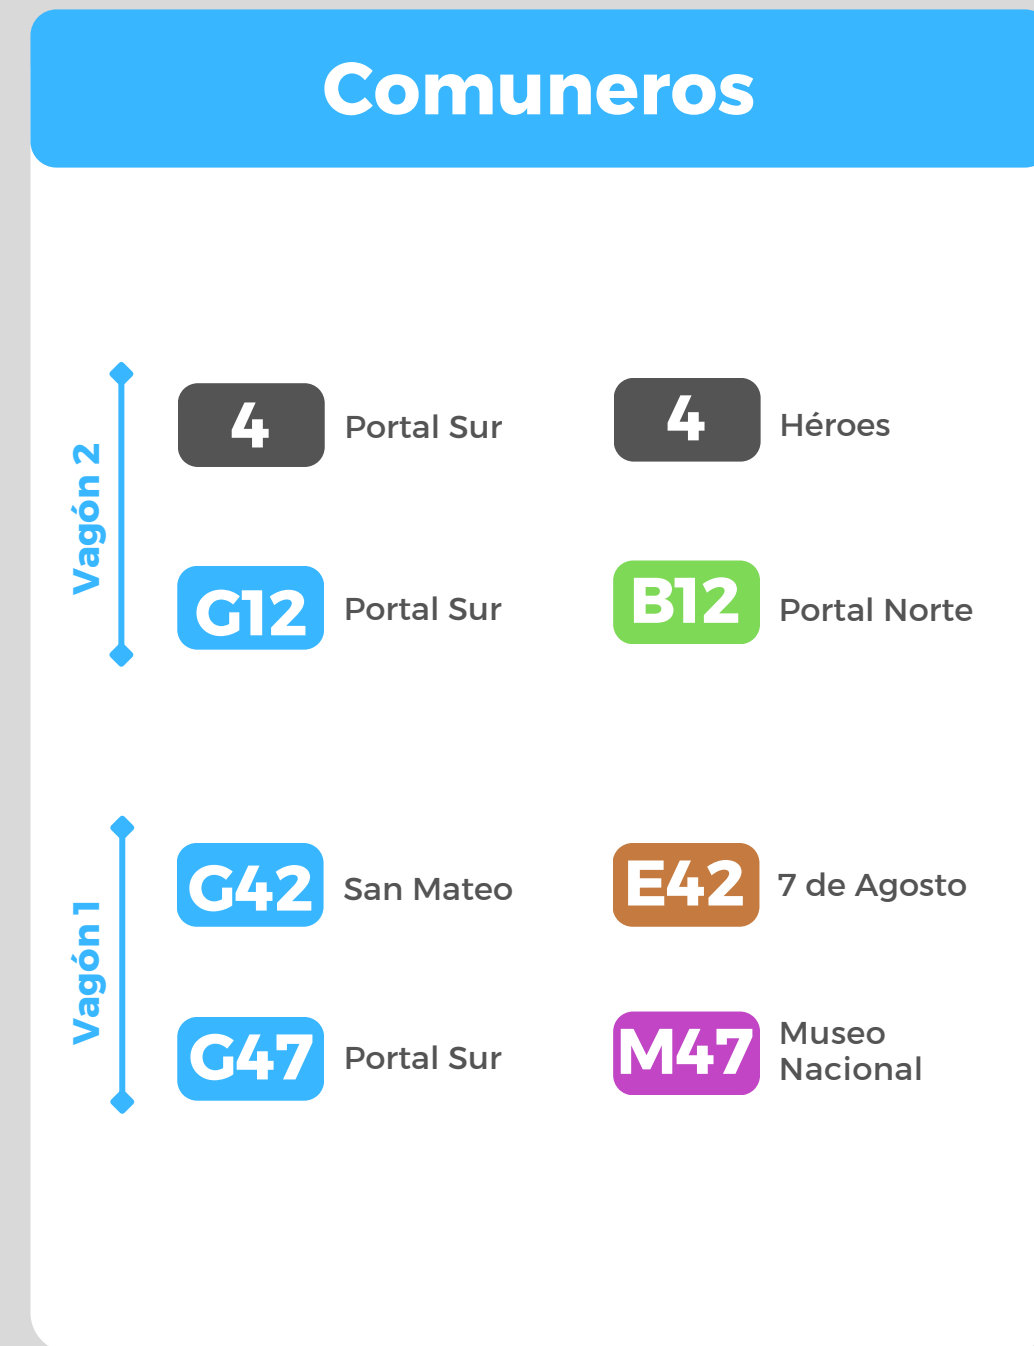 Comuneros
Vagón 2
4 Portal Sur
4 Héroes
G12 Portal Sur
B12 Portal Norte
Vagón 1
G42 San Mateo
E42 7 de Agosto
G47 Portal Sur
M47 Museo
Nacional